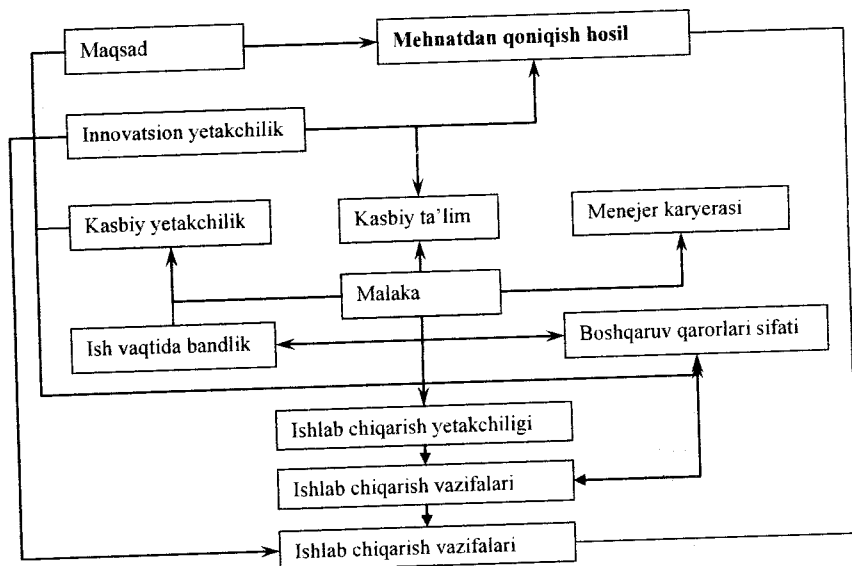 Maqsad
Mehnatdan qoniqish hosil
Innovatsion yetakchilik
Kasbiy yetakchilik
Kasbiy ta’lim
Menejer karyerasi
Malaka
Ish vaqtida bandlik
Boshqaruv qarorlari sifati
Ishlab chiqarish yetakchiligi
Ishlab chiqarish vazifalari
Ishlab chiqarish vazifalari